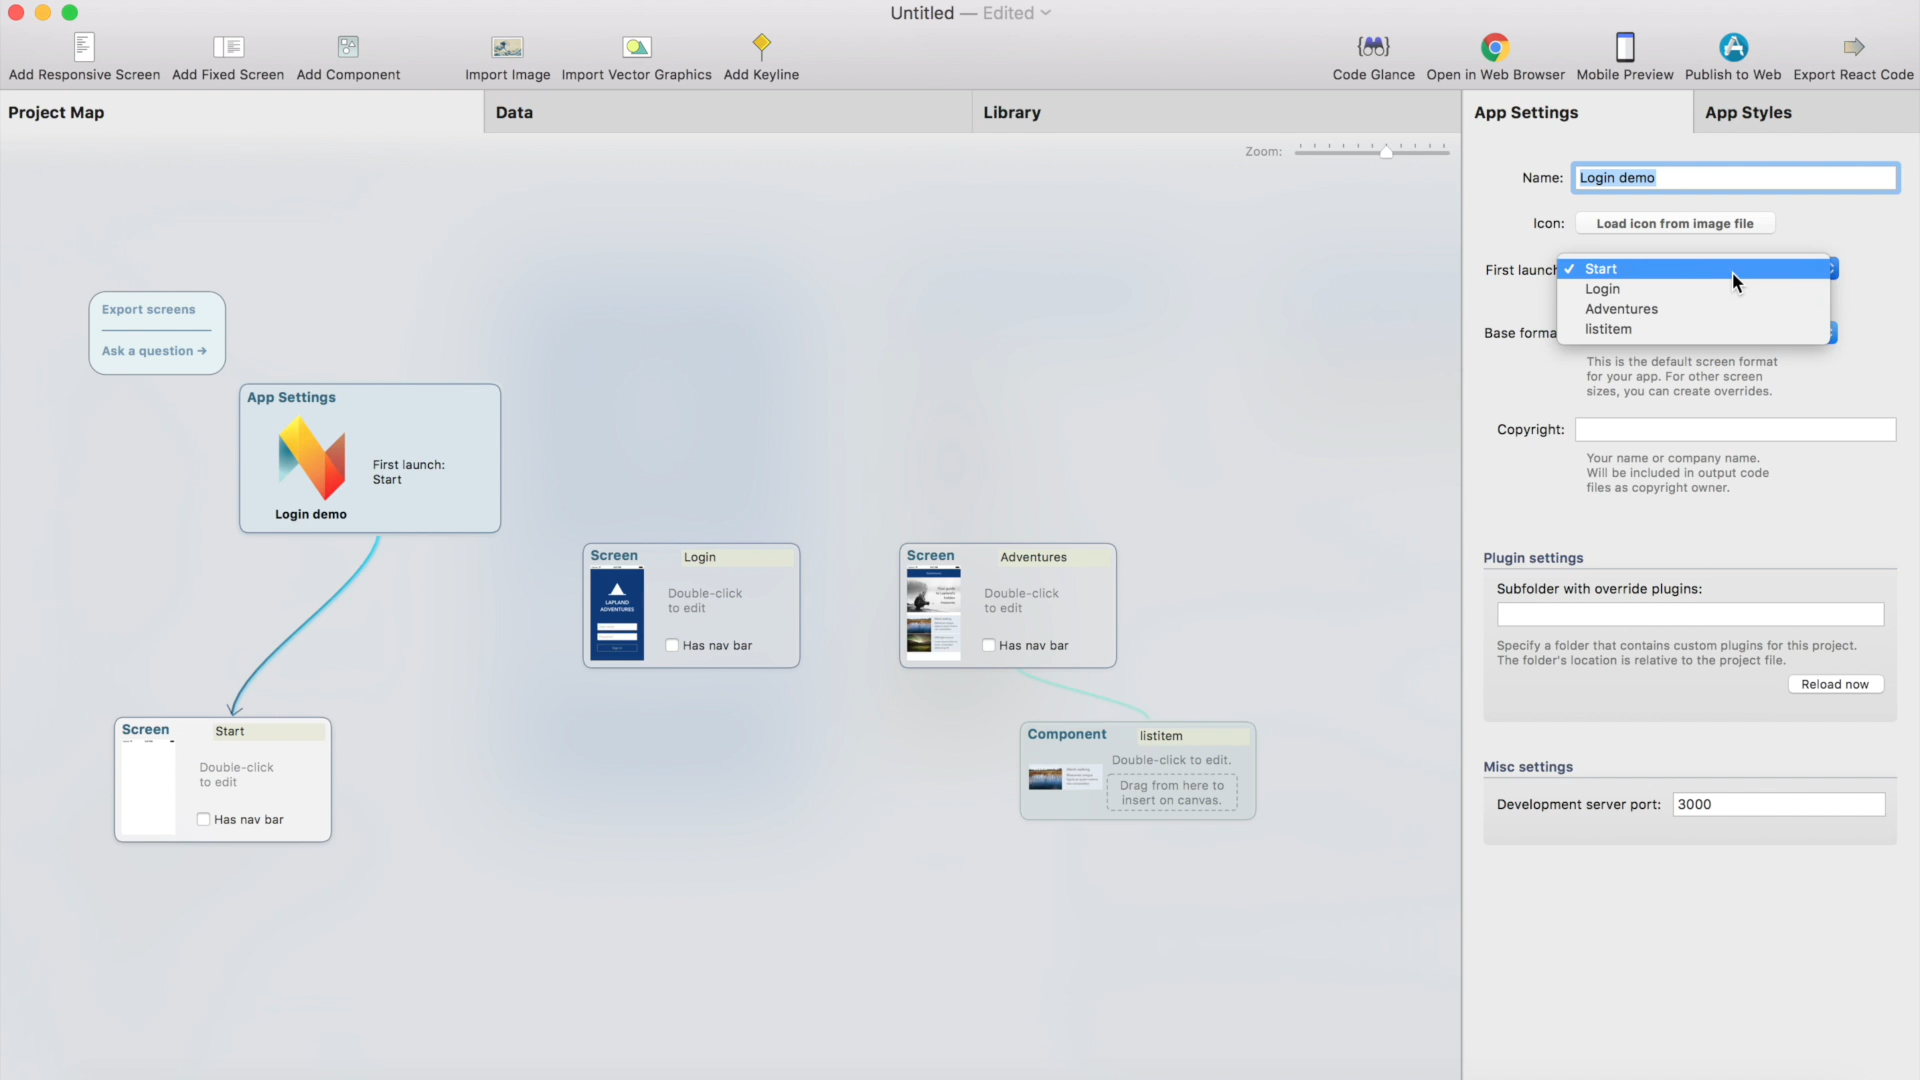 Untitled — Edited
Add Responsive Screen
Add Fixed Screen
Add Component
Import Image
Import Vector Graphics
Add Keyline
Code Glance
Open in Web Browser
Mobile Preview
Publish to Web
Export React Code
Project Map
Data
Library
App Settings
App Styles
Zoom:
Name: Login demo
Icon: Load icon from image file
First launch
✓ Start
Login
Adventures
listitem
Base forma
This is the default screen format
for your app. For other screen
sizes, you can create overrides.
Copyright:
Your name or company name.
Will be included in output code
files as copyright owner.
Plugin settings
Subfolder with override plugins:
Specify a folder that contains custom plugins for this project.
The folder's location is relative to the project file.
Reload now
Misc settings
Development server port: 3000
Export screens
Ask a question →
App Settings
First launch:
Start
Login demo
Screen Login
LAPLAND
ADVENTURES
Double-click
to edit
Has nav bar
Screen Adventures
Double-click
to edit
Has nav bar
Screen Start
Double-click
to edit
Has nav bar
Component listitem
Double-click to edit.
Drag from here to
insert on canvas.